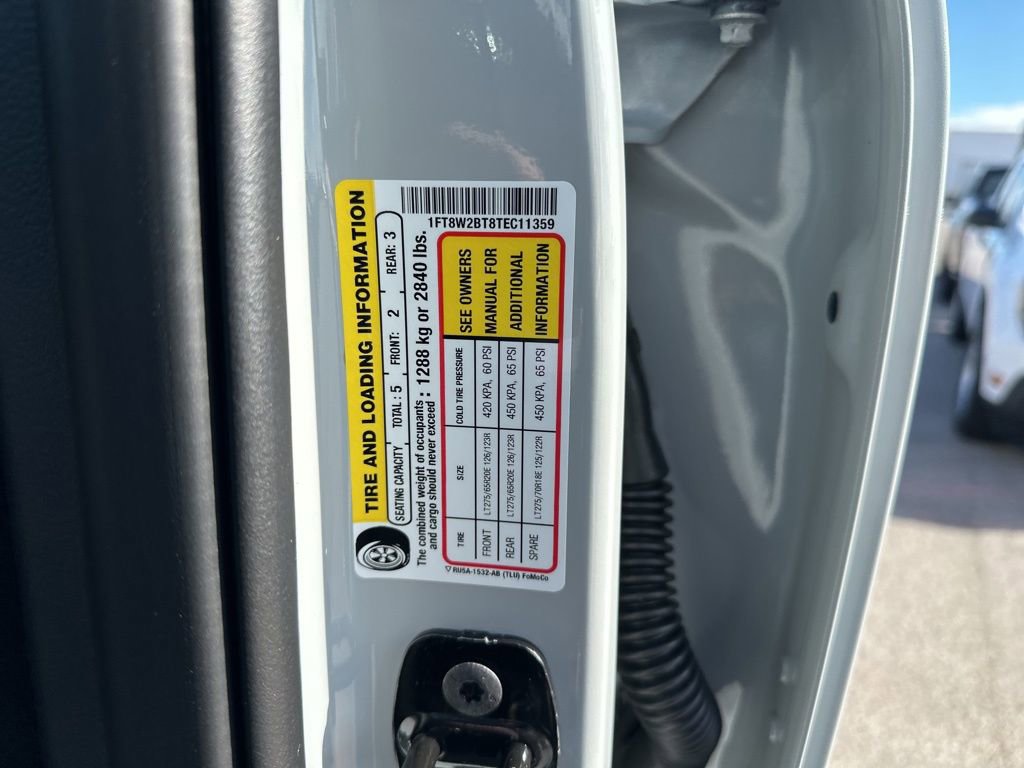 1FT8W2BT8TEC11359
TIRE AND LOADING INFORMATION
SEATING CAPACITY TOTAL: 5 FRONT: 2 REAR: 3
The combined weight of occupants : 1288 kg or 2840 lbs.
and cargo should never exceed
TIRE SIZE COLD TIRE PRESSURE SEE OWNERS
FRONT LT275/65R20E 126/123R 420 KPA, 60 PSI MANUAL FOR
REAR LT275/65R20E 126/123R 450 KPA, 65 PSI ADDITIONAL
SPARE LT275/70R18E 125/122R 450 KPA, 65 PSI INFORMATION
RU5A-1532-AB (TLU) FoMoCo